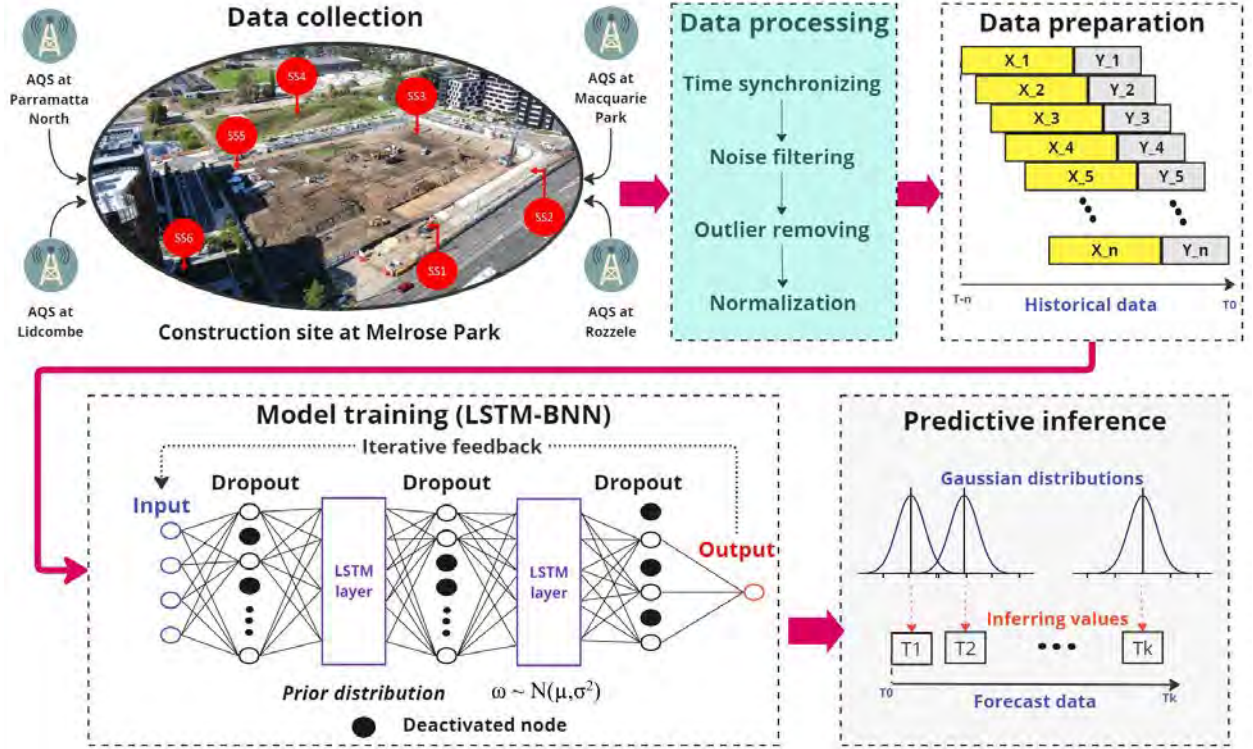 Data collection
AQS at
Parramatta
North
AQS at
Lidcombe
SS4
SS3
SS5
SS2
SS6
SS1
AQS at
Macquarie
Park
AQS at
Rozzele
Construction site at Melrose Park
Data processing
Time synchronizing
Noise filtering
Outlier removing
Normalization
Data preparation
X_1 Y_1
X_2 Y_2
X_3 Y_3
X_4 Y_4
X_5 Y_5
X_n Y_n
T-n Historical data T0
Model training (LSTM-BNN)
Iterative feedback
Dropout Dropout Dropout
Input
LSTM
layer
LSTM
layer
Output
Prior distribution ω ~ N(μ,σ²)
Deactivated node
Predictive inference
Gaussian distributions
Inferring values
T1 T2 Tk
T0 Tk
Forecast data